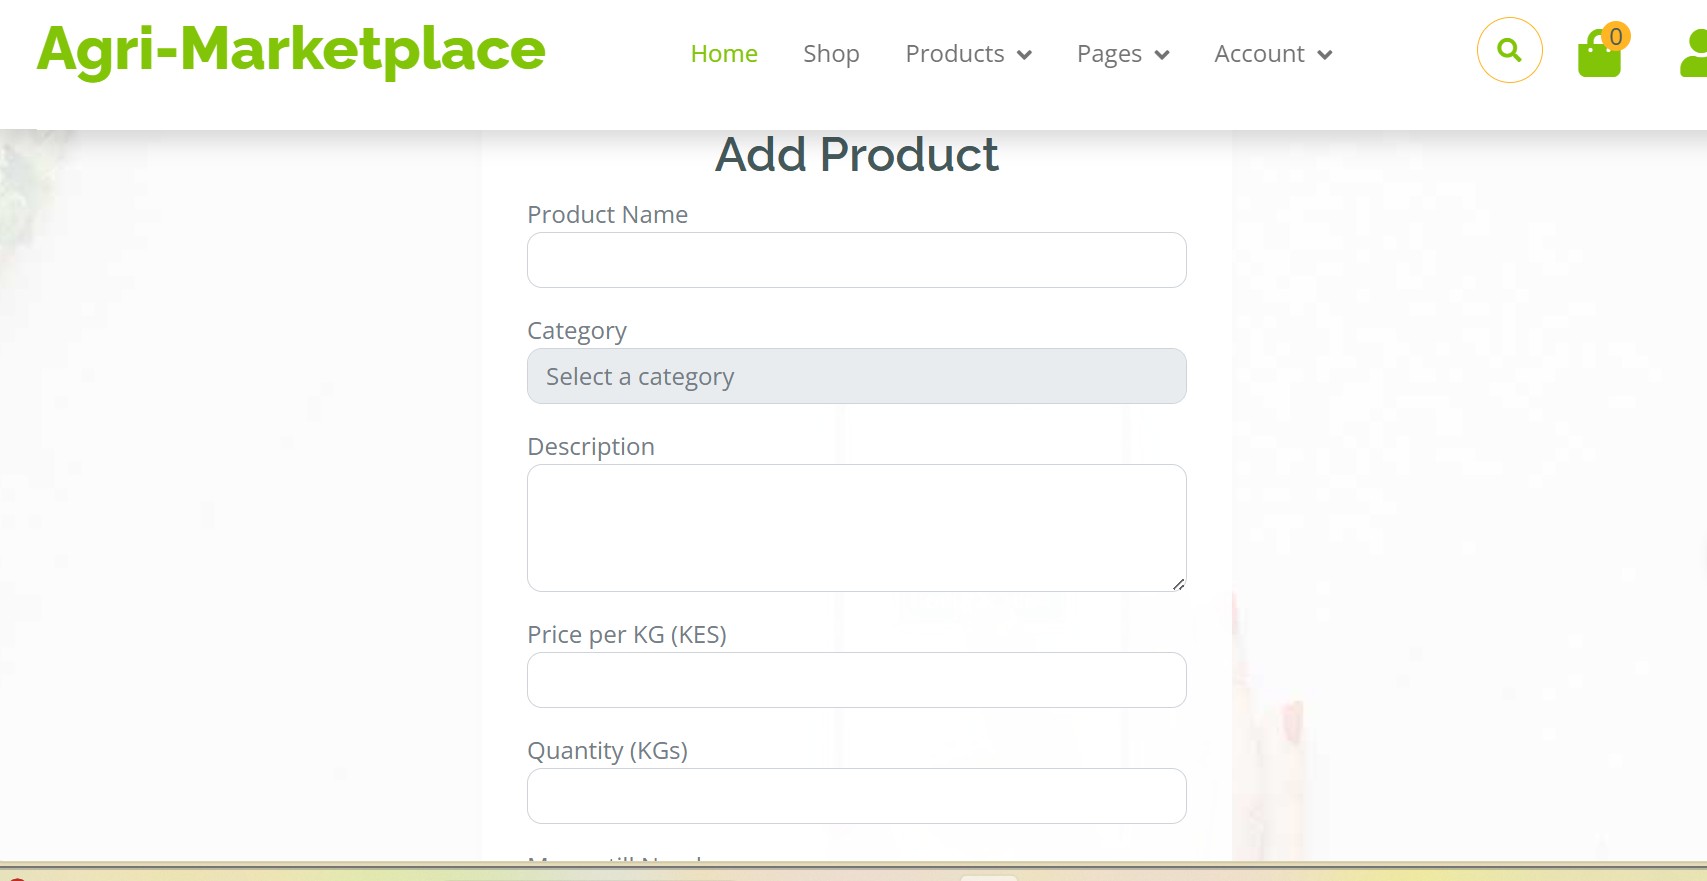 Agri-Marketplace
Home Shop Products Pages Account
0
Add Product
Product Name
Category
Select a category
Description
Price per KG (KES)
Quantity (KGs)